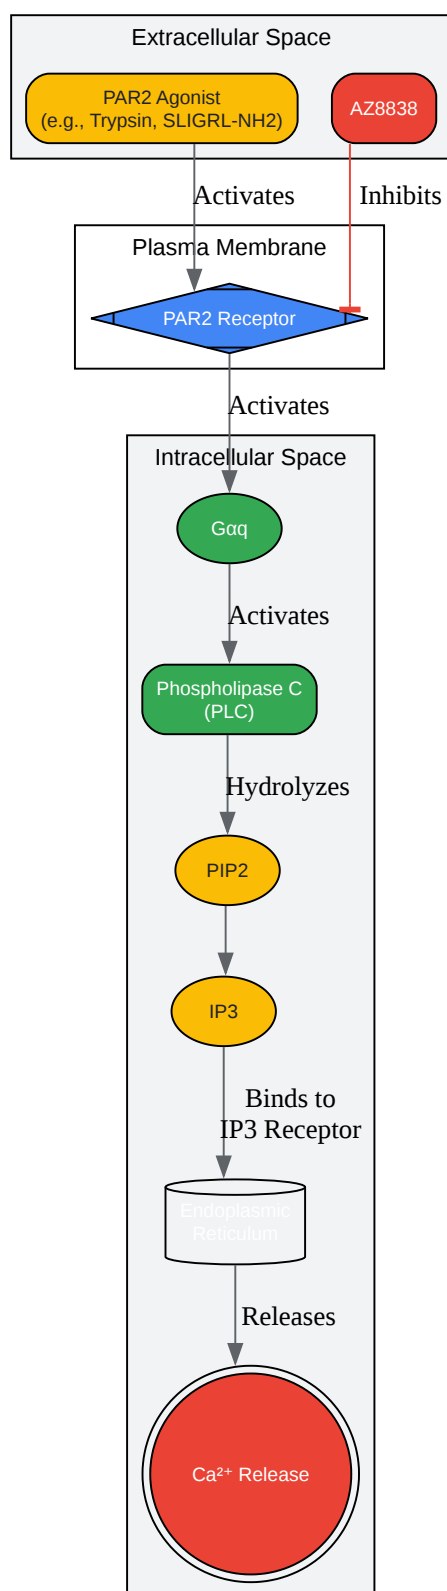 Extracellular Space
PAR2 Agonist
(e.g., Trypsin, SLIGRL-NH2)
AZ8838
Activates
Inhibits
Plasma Membrane
PAR2 Receptor
Activates
Intracellular Space
Gαq
Activates
Phospholipase C
(PLC)
Hydrolyzes
PIP2
IP3
Binds to
IP3 Receptor
Endoplasmic
Reticulum
Releases
Ca²⁺ Release